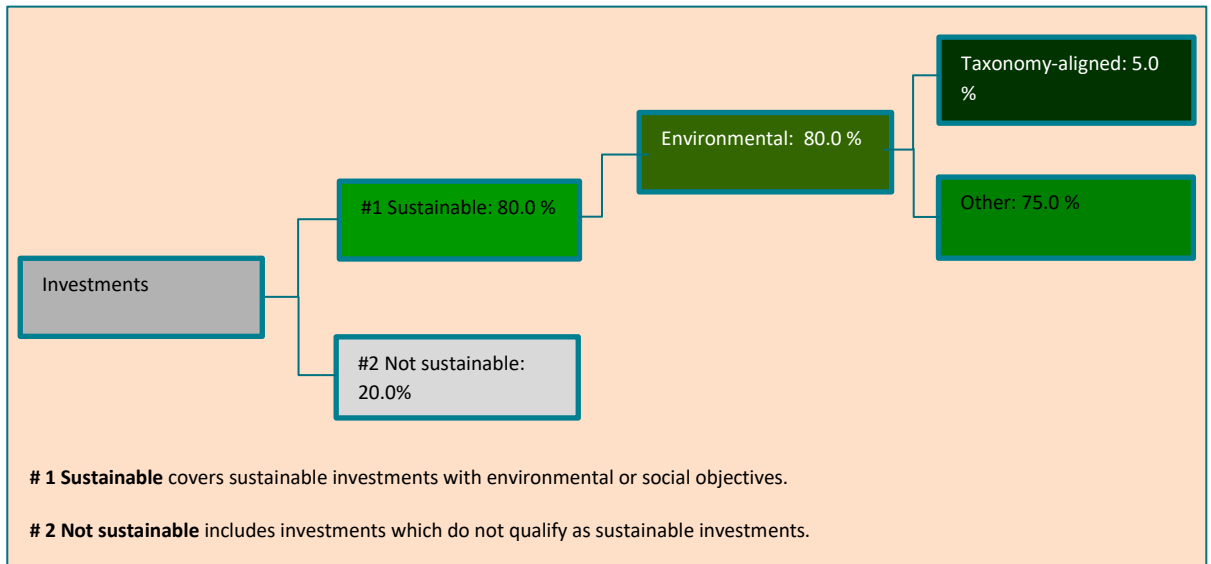 Taxonomy-aligned: 5.0
%
Environmental:  80.0 %
#1 Sustainable: 80.0 %
Other: 75.0 %
Investments
#2 Not sustainable:
20.0%
# 1 Sustainable covers sustainable investments with environmental or social objectives.
# 2 Not sustainable includes investments which do not qualify as sustainable investments.